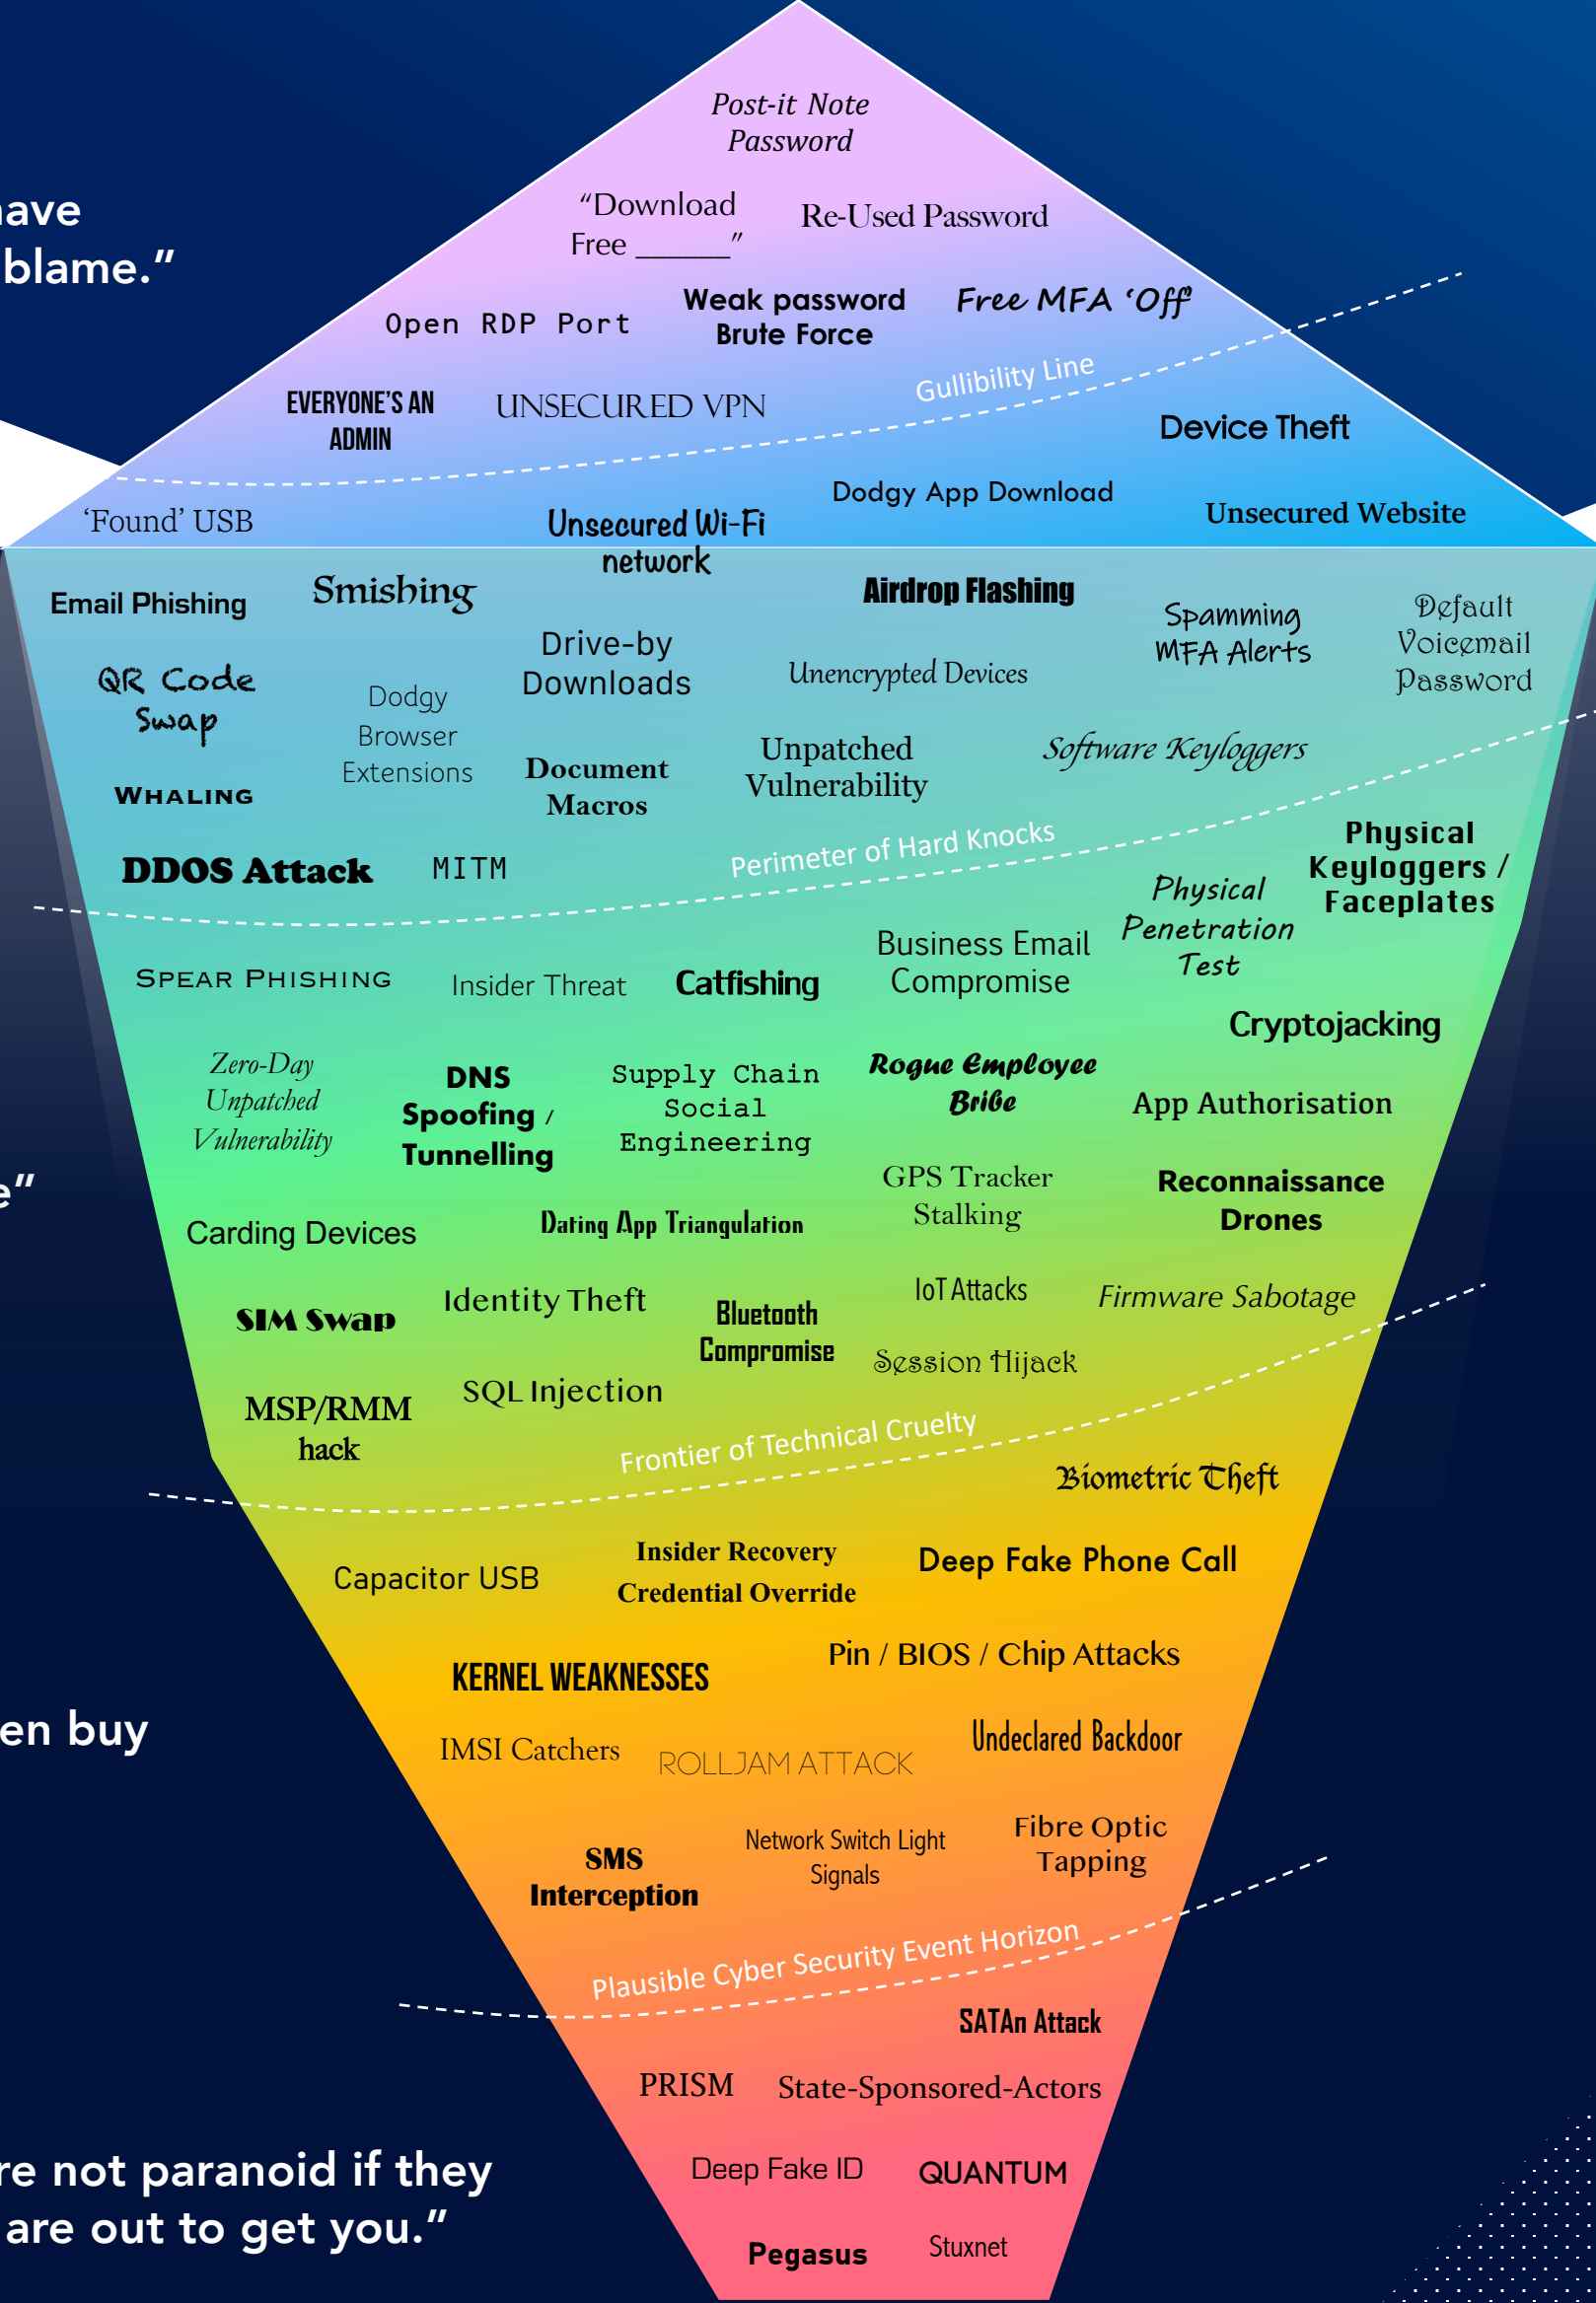 Post-it Note
Password
“Download
Free ______”
Re-Used Password
have
blame.”
Open RDP Port
Weak password
Brute Force
Free MFA ‘Off’
Gullibility Line
EVERYONE’S AN
ADMIN
UNSECURED VPN
Device Theft
‘Found’ USB
Unsecured Wi-Fi
network
Dodgy App Download
Unsecured Website
Email Phishing
Smishing
Airdrop Flashing
Spamming
MFA Alerts
Default
Voicemail
Password
QR Code
Swap
Dodgy
Browser
Extensions
Drive-by
Downloads
Unencrypted Devices
WHALING
Document
Macros
Unpatched
Vulnerability
Software Keyloggers
DDOS Attack
MITM
Perimeter of Hard Knocks
Physical
Keyloggers /
Faceplates
Physical
Penetration
Test
SPEAR PHISHING
Insider Threat
Catfishing
Business Email
Compromise
Cryptojacking
Zero-Day
Unpatched
Vulnerability
DNS
Spoofing /
Tunnelling
Supply Chain
Social
Engineering
Rogue Employee
Bribe
App Authorisation
e”
Carding Devices
Dating App Triangulation
GPS Tracker
Stalking
Reconnaissance
Drones
SIM Swap
Identity Theft
Bluetooth
Compromise
IoT Attacks
Firmware Sabotage
MSP/RMM
hack
SQL Injection
Session Hijack
Frontier of Technical Cruelty
Biometric Theft
Capacitor USB
Insider Recovery
Credential Override
Deep Fake Phone Call
KERNEL WEAKNESSES
Pin / BIOS / Chip Attacks
en buy
IMSI Catchers
ROLLJAM ATTACK
Undeclared Backdoor
SMS
Interception
Network Switch Light
Signals
Fibre Optic
Tapping
Plausible Cyber Security Event Horizon
SATAn Attack
PRISM
State-Sponsored-Actors
re not paranoid if they
are out to get you.”
Deep Fake ID
QUANTUM
Pegasus
Stuxnet